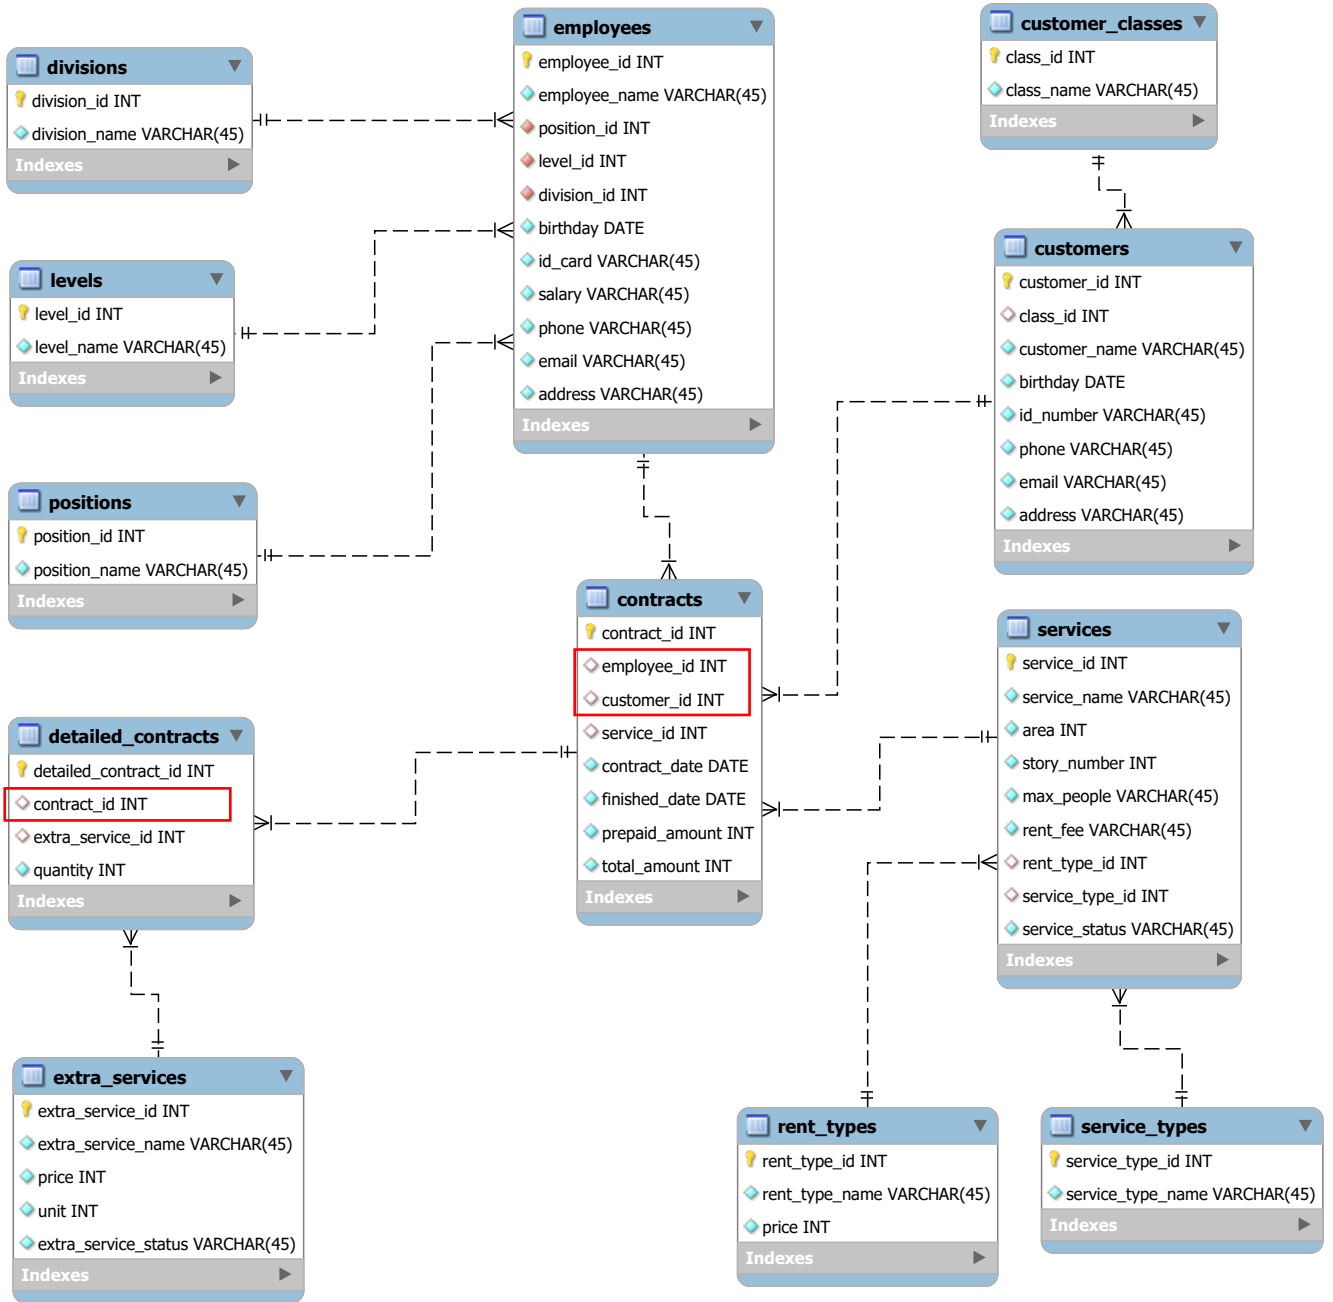 divisions
division_id INT
division_name VARCHAR(45)
Indexes
levels
level_id INT
level_name VARCHAR(45)
Indexes
positions
position_id INT
position_name VARCHAR(45)
Indexes
employees
employee_id INT
employee_name VARCHAR(45)
position_id INT
level_id INT
division_id INT
birthday DATE
id_card VARCHAR(45)
salary VARCHAR(45)
phone VARCHAR(45)
email VARCHAR(45)
address VARCHAR(45)
Indexes
customer_classes
class_id INT
class_name VARCHAR(45)
Indexes
customers
customer_id INT
class_id INT
customer_name VARCHAR(45)
birthday DATE
id_number VARCHAR(45)
phone VARCHAR(45)
email VARCHAR(45)
address VARCHAR(45)
Indexes
contracts
contract_id INT
employee_id INT
customer_id INT
service_id INT
contract_date DATE
finished_date DATE
prepaid_amount INT
total_amount INT
Indexes
services
service_id INT
service_name VARCHAR(45)
area INT
story_number INT
max_people VARCHAR(45)
rent_fee VARCHAR(45)
rent_type_id INT
service_type_id INT
service_status VARCHAR(45)
Indexes
detailed_contracts
detailed_contract_id INT
contract_id INT
extra_service_id INT
quantity INT
Indexes
extra_services
extra_service_id INT
extra_service_name VARCHAR(45)
price INT
unit INT
extra_service_status VARCHAR(45)
Indexes
rent_types
rent_type_id INT
rent_type_name VARCHAR(45)
price INT
Indexes
service_types
service_type_id INT
service_type_name VARCHAR(45)
Indexes